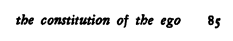 the constitution of the ego 85